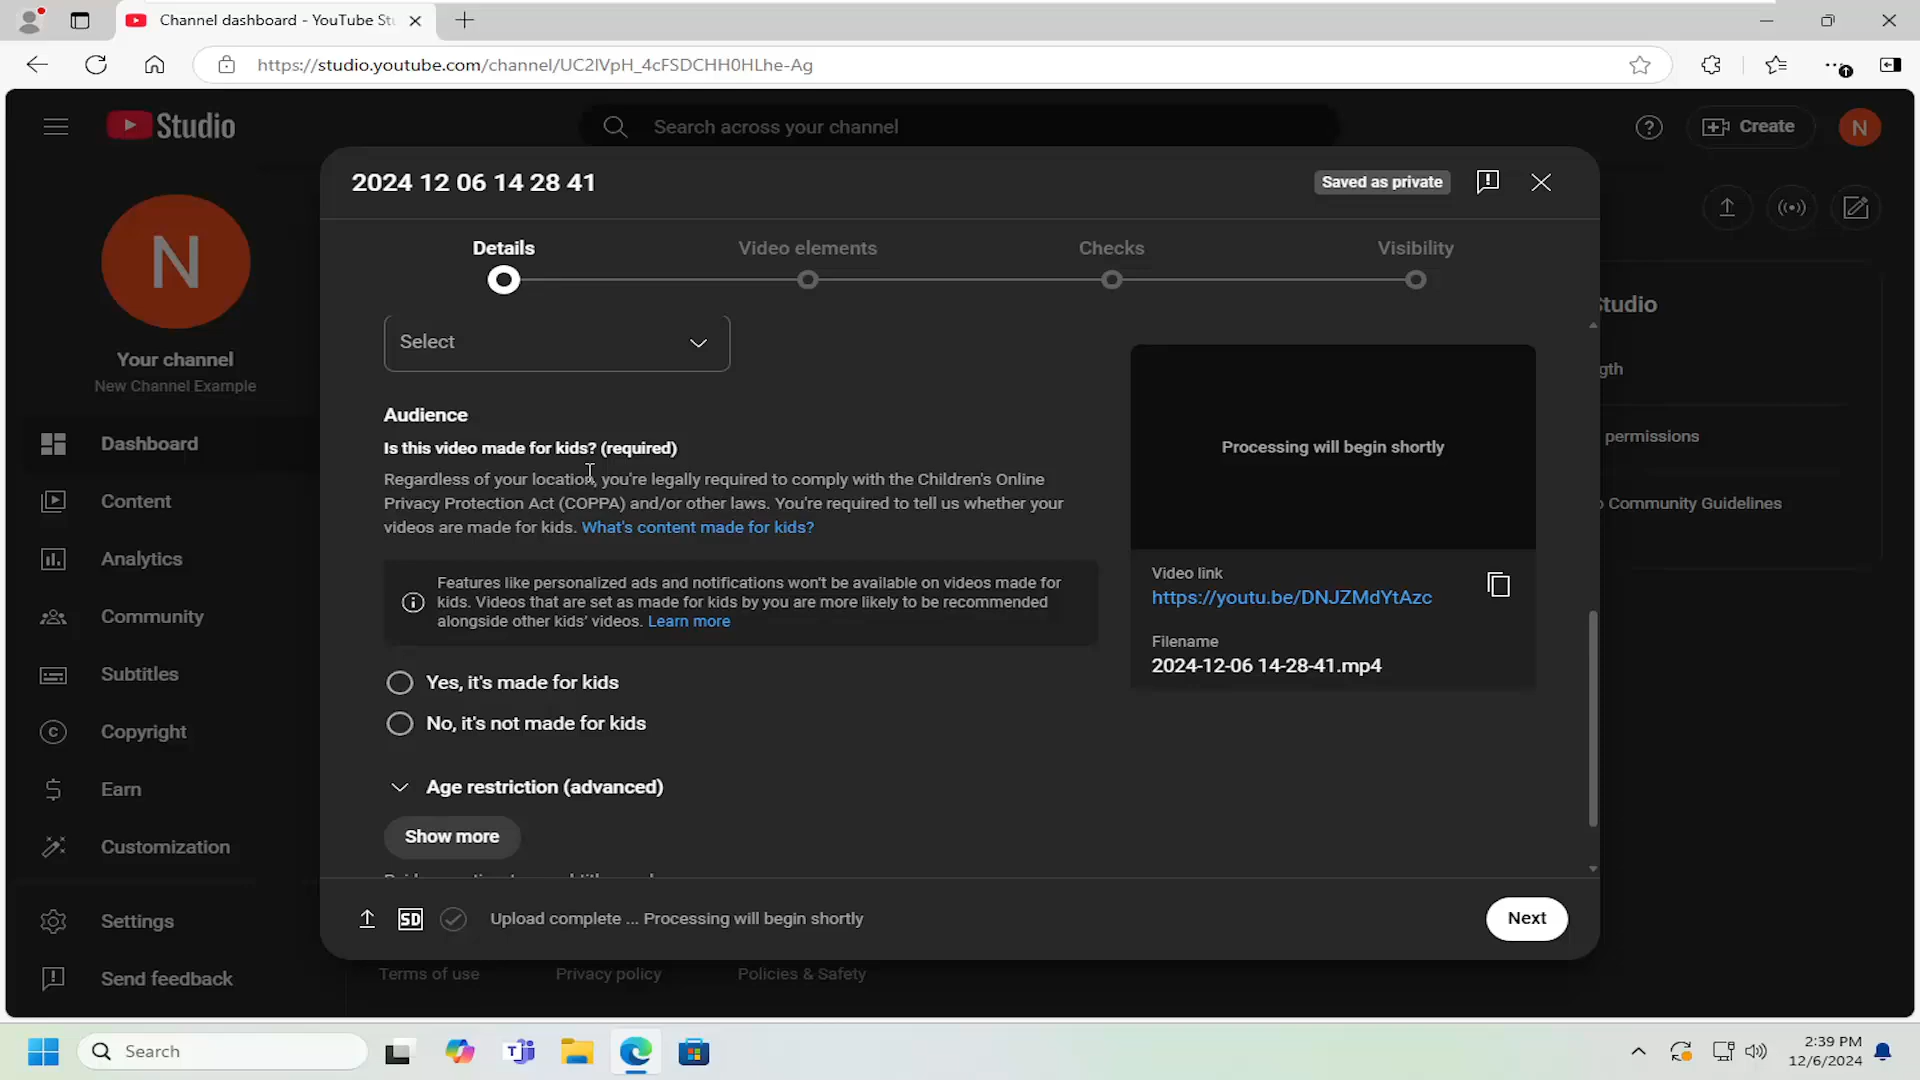 Channel dashboard - YouTube St
https://studio.youtube.com/channel/UC2IVpH_4cFSDCHH0HLhe-Ag
Studio
Search across your channel
Create
N
2024 12 06 14 28 41
Saved as private
Details
Video elements
Checks
Visibility
N
Your channel
New Channel Example
Dashboard
Content
Analytics
Community
Subtitles
Copyright
Earn
Customization
Settings
Send feedback
Select
Audience
Is this video made for kids? (required)
Regardless of your location, you're legally required to comply with the Children's Online
Privacy Protection Act (COPPA) and/or other laws. You're required to tell us whether your
videos are made for kids. What's content made for kids?
Features like personalized ads and notifications won't be available on videos made for
kids. Videos that are set as made for kids by you are more likely to be recommended
alongside other kids' videos. Learn more
Yes, it's made for kids
No, it's not made for kids
Age restriction (advanced)
Show more
Processing will begin shortly
Video link
https://youtu.be/DNJZMdYtAzc
Filename
2024-12-06 14-28-41.mp4
Studio
gth
permissions
Community Guidelines
SD
Upload complete ... Processing will begin shortly
Next
Terms of use
Privacy policy
Policies & Safety
Search
2:39 PM
12/6/2024